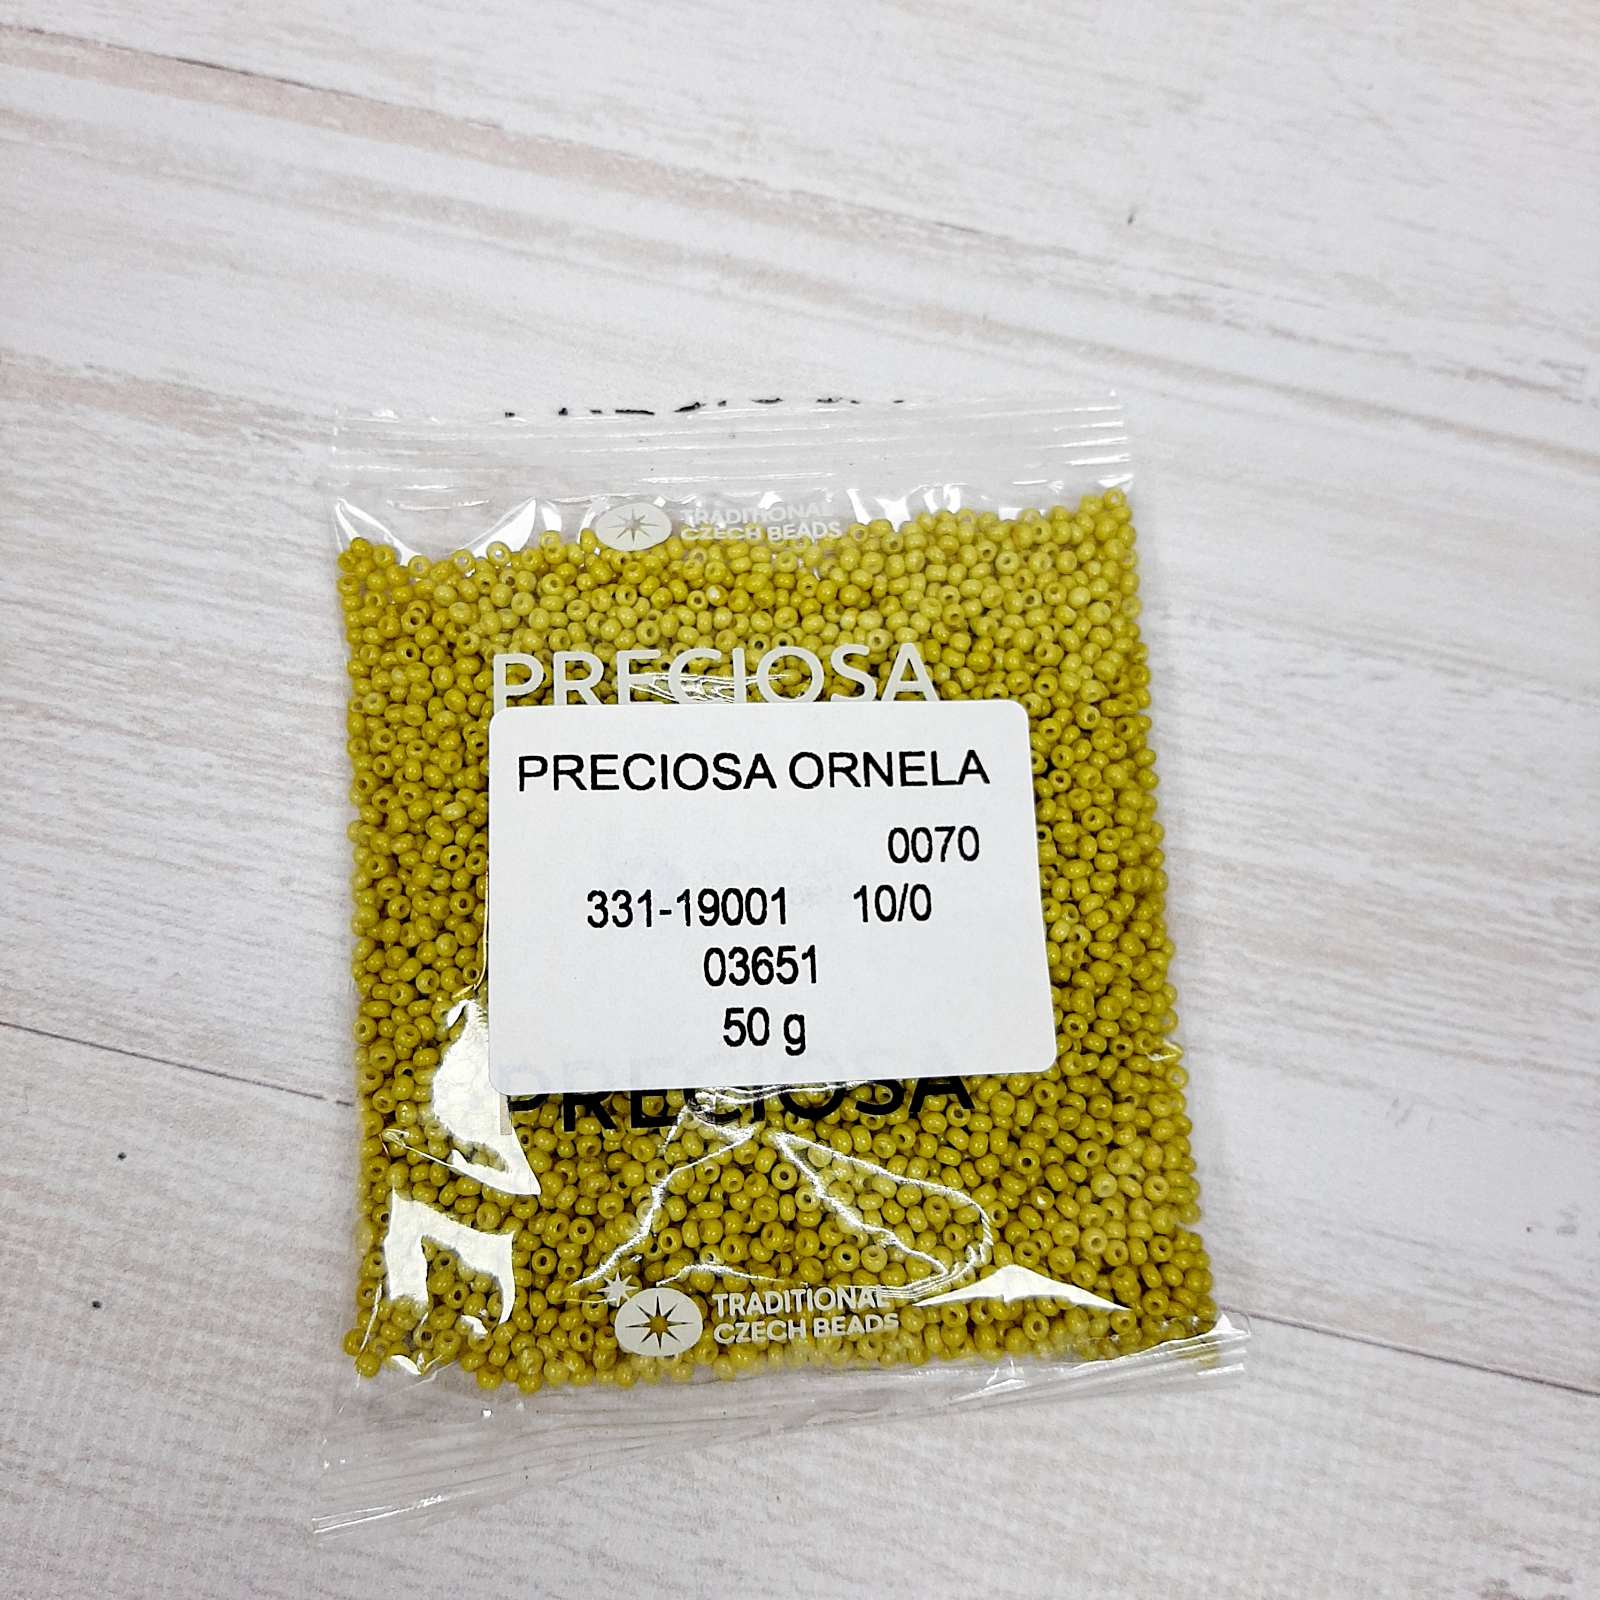 TRADITIONAL
CZECH BEADS
PRECIOSA
PRECIOSA ORNELA
0070
331-19001 10/0
03651
50 g
PRECIOSA
TRADITIONAL
CZECH BEADS